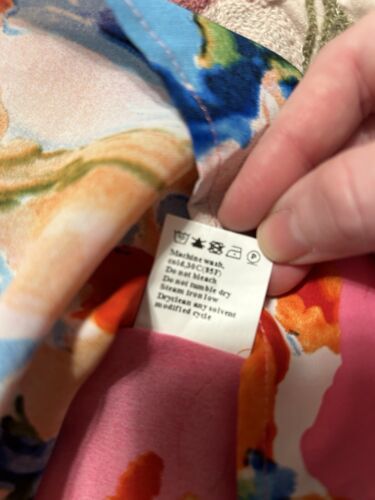 Machine wash,
cold,30C(85F)
Do not bleach
Do not tumble dry
Steam iron low
Dryclean any solvent
modified cycle